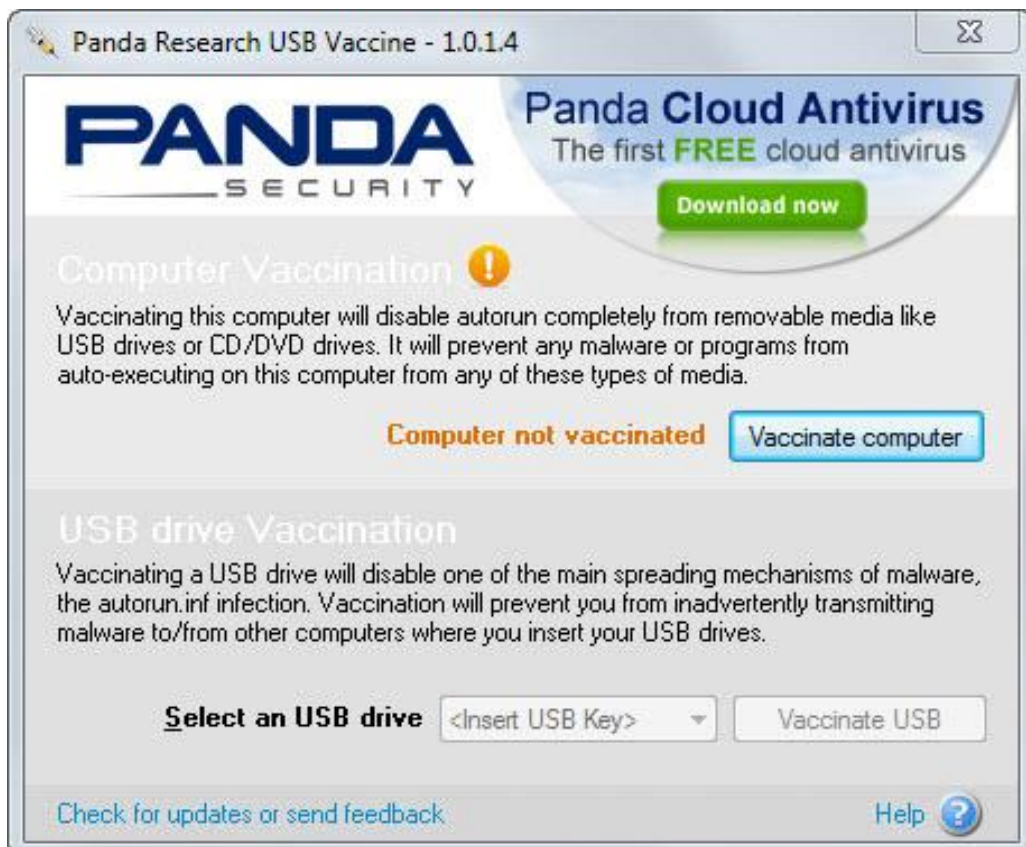 Panda Research USB Vaccine - 1.0.1.4
PANDA
SECURITY
Panda Cloud Antivirus
The first FREE cloud antivirus
Download now
Computer Vaccination
Vaccinating this computer will disable autorun completely from removable media like
USB drives or CD/DVD drives. It will prevent any malware or programs from
auto-executing on this computer from any of these types of media.
Computer not vaccinated
Vaccinate computer
USB drive Vaccination
Vaccinating a USB drive will disable one of the main spreading mechanisms of malware,
the autorun.inf infection. Vaccination will prevent you from inadvertently transmitting
malware to/from other computers where you insert your USB drives.
Select an USB drive
<Insert USB Key>
Vaccinate USB
Check for updates or send feedback
Help